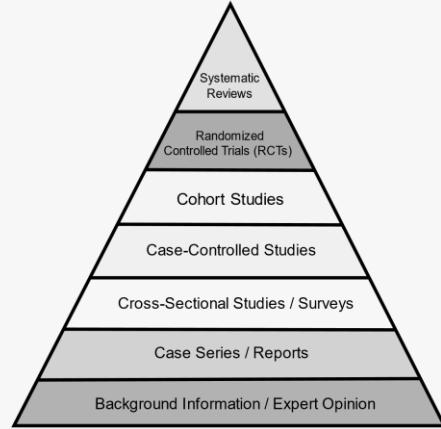 Systematic
Reviews
Randomized
Controlled Trials (RCTs)
Cohort Studies
Case-Controlled Studies
Cross-Sectional Studies / Surveys
Case Series / Reports
Background Information / Expert Opinion